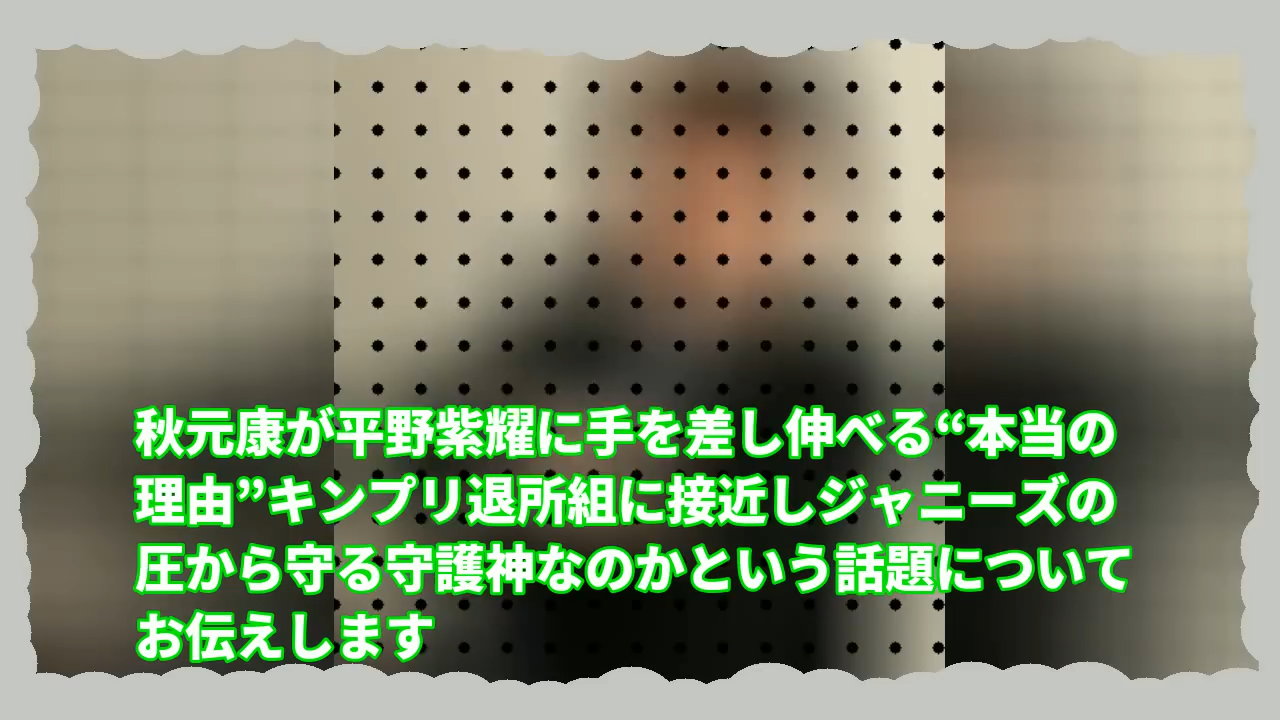 秋元康が平野紫耀に手を差し伸べる“本当の
理由”キンプリ退所組に接近しジャニーズの
圧から守る守護神なのかという話題について
お伝えします